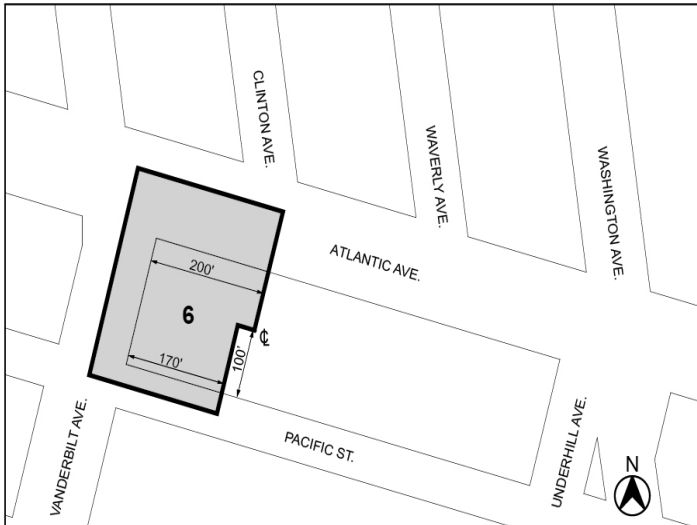 CLINTON AVE.
WAVERLY AVE.
WASHINGTON AVE.
ATLANTIC AVE.
200'
6
℄
170'
100'
PACIFIC ST.
VANDERBILT AVE.
UNDERHILL AVE.
N